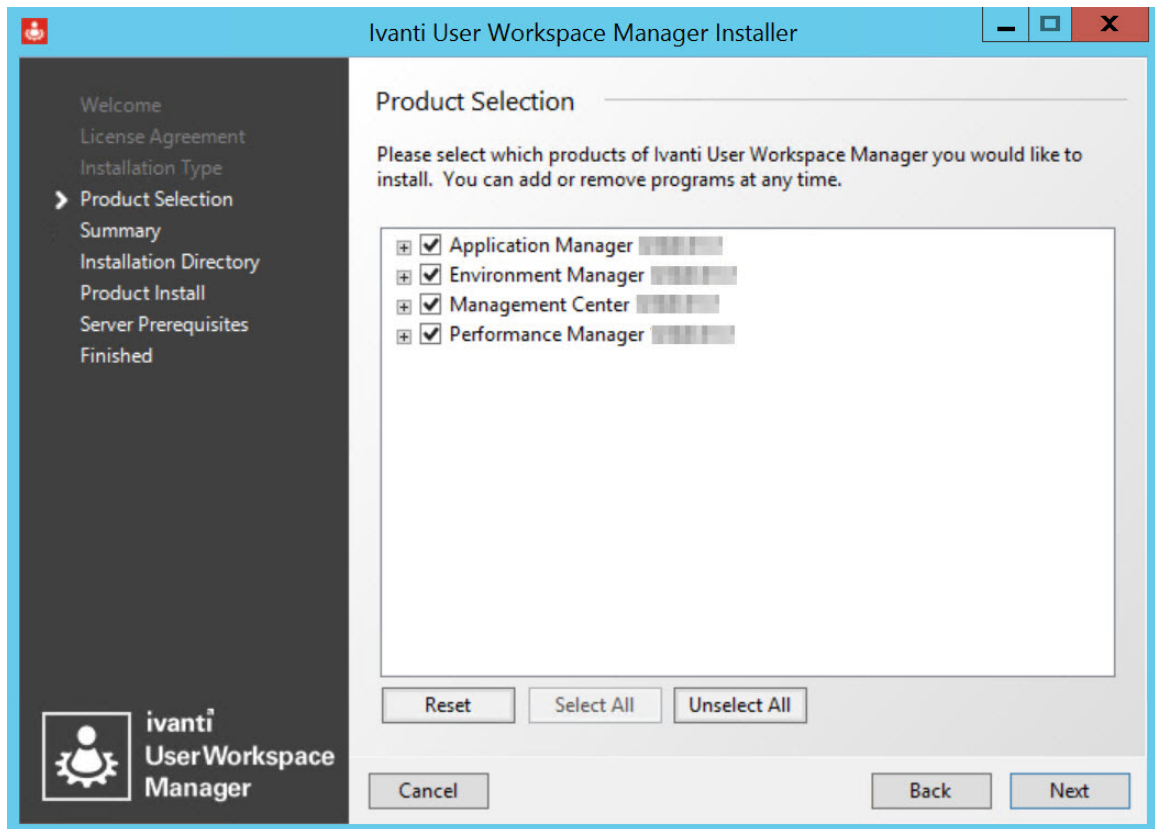 Ivanti User Workspace Manager Installer
Welcome
License Agreement
Installation Type
Product Selection
Summary
Installation Directory
Product Install
Server Prerequisites
Finished
ivanti
User Workspace
Manager
Product Selection
Please select which products of Ivanti User Workspace Manager you would like to
install. You can add or remove programs at any time.
Application Manager
Environment Manager
Management Center
Performance Manager
Reset
Select All
Unselect All
Cancel
Back
Next